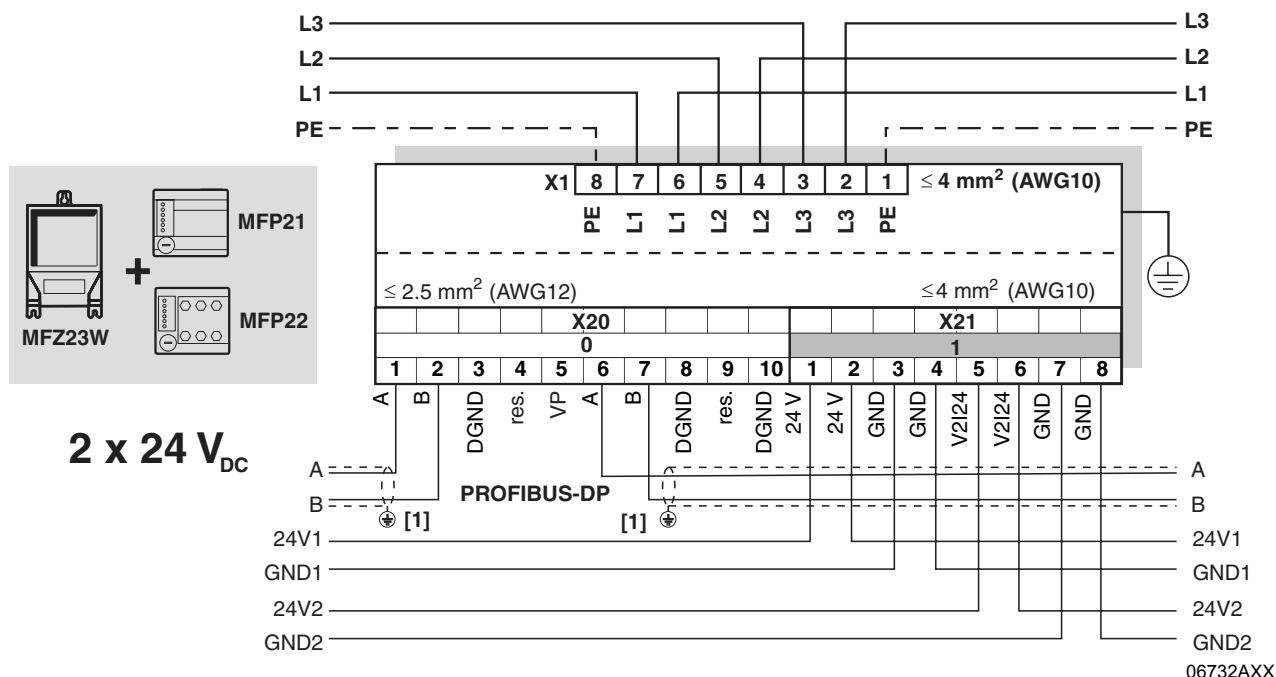 L3 L3
L2 L2
L1 L1
PE PE
X1 8 7 6 5 4 3 2 1 ≤ 4 mm² (AWG10)
PE L1 L1 L2 L2 L3 L3 PE
MFP21
+
MFP22
MFZ23W
≤ 2.5 mm² (AWG12) ≤4 mm² (AWG10)
X20 X21
0 1
1 2 3 4 5 6 7 8 9 10 1 2 3 4 5 6 7 8
A B DGND res. VP A B DGND res. DGND 24 V 24 V GND GND V2I24 V2I24 GND GND
2 x 24 V_DC
A A
PROFIBUS-DP
B B
[1] [1]
24V1 24V1
GND1 GND1
24V2 24V2
GND2 GND2
06732AXX